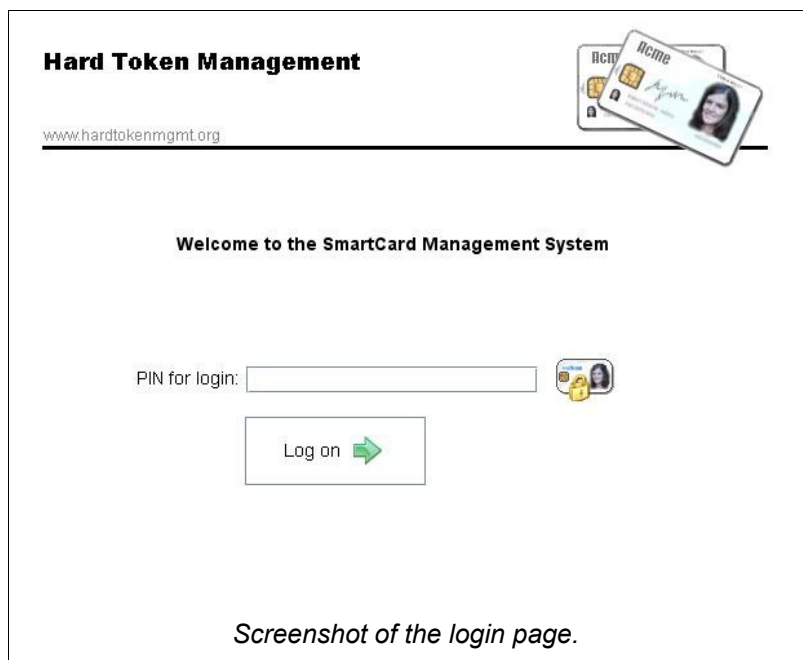 Hard Token Management
Acme
Acme
www.hardtokenmgmt.org
Welcome to the SmartCard Management System
PIN for login:
Log on
Screenshot of the login page.